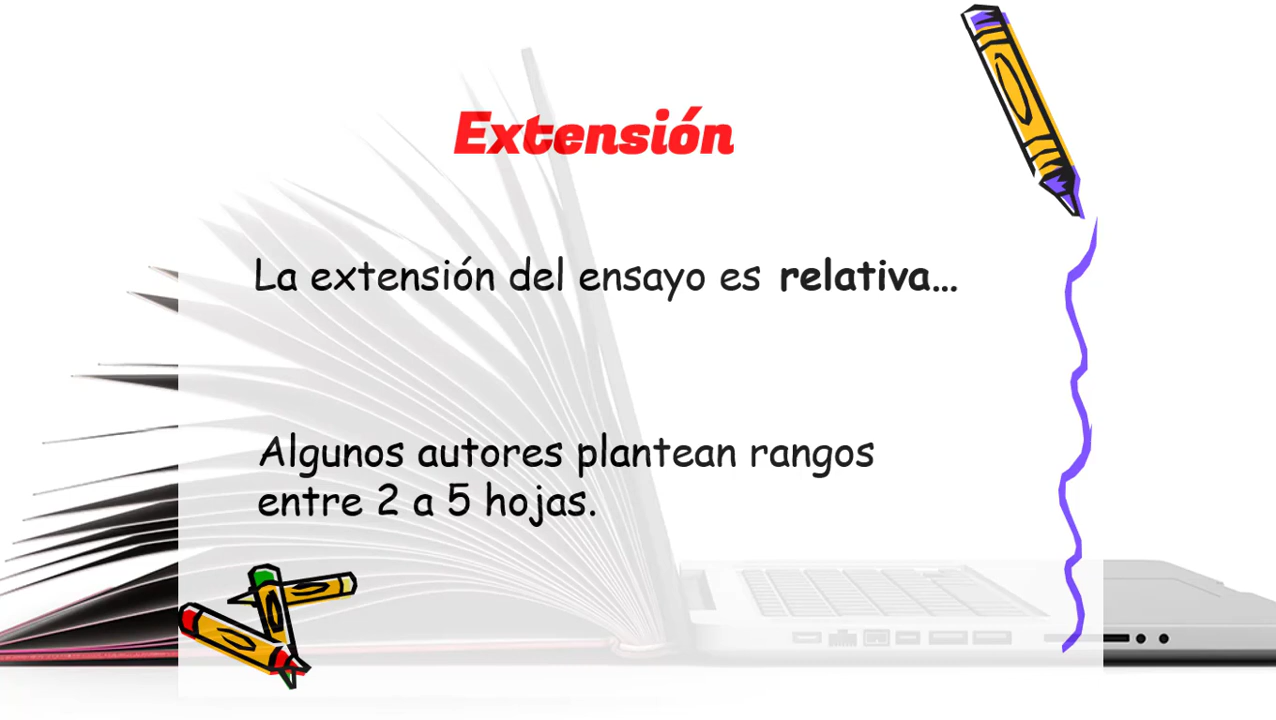 Extensión
La extensión del ensayo es relativa...
Algunos autores plantean rangos
entre 2 a 5 hojas.